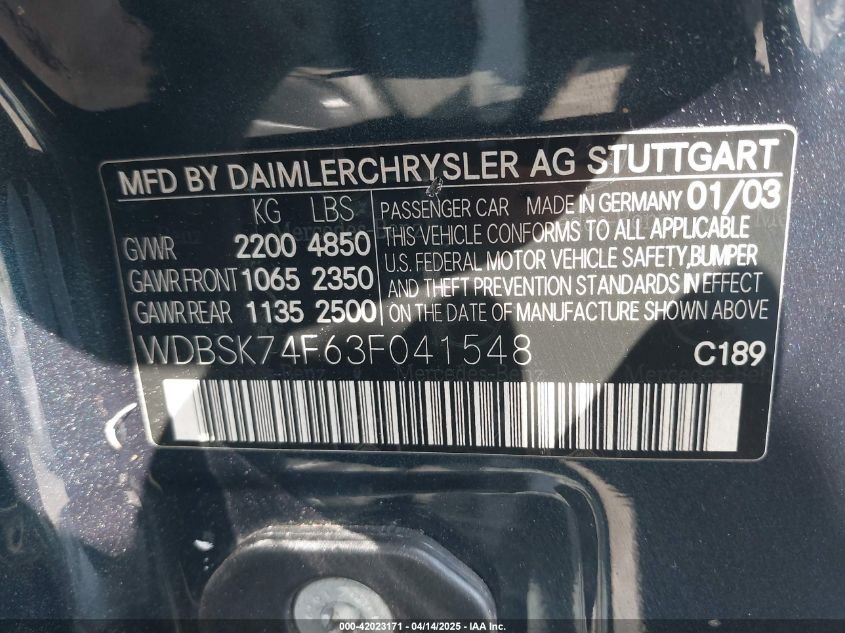 MFD BY DAIMLERCHRYSLER AG STUTTGART
KG LBS
GVWR 2200 4850
GAWR FRONT 1065 2350
GAWR REAR 1135 2500
PASSENGER CAR MADE IN GERMANY 01/03
THIS VEHICLE CONFORMS TO ALL APPLICABLE
U.S. FEDERAL MOTOR VEHICLE SAFETY,BUMPER
AND THEFT PREVENTION STANDARDS IN EFFECT
ON THE DATE OF MANUFACTURE SHOWN ABOVE
WDBSK74F63F041548 C189
Mercedes-Benz
000-42023171 - 04/14/2025 - IAA Inc.